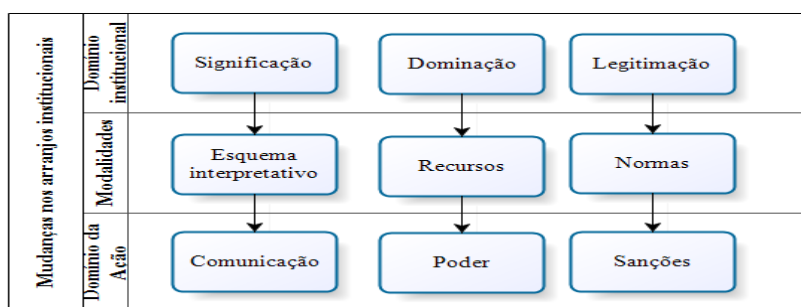 Mudanças nos arranjos institucionais
Domínio
institucional
Significação
Dominação
Legitimação
Modalidades
Esquema
interpretativo
Recursos
Normas
Domínio da
Ação
Comunicação
Poder
Sanções